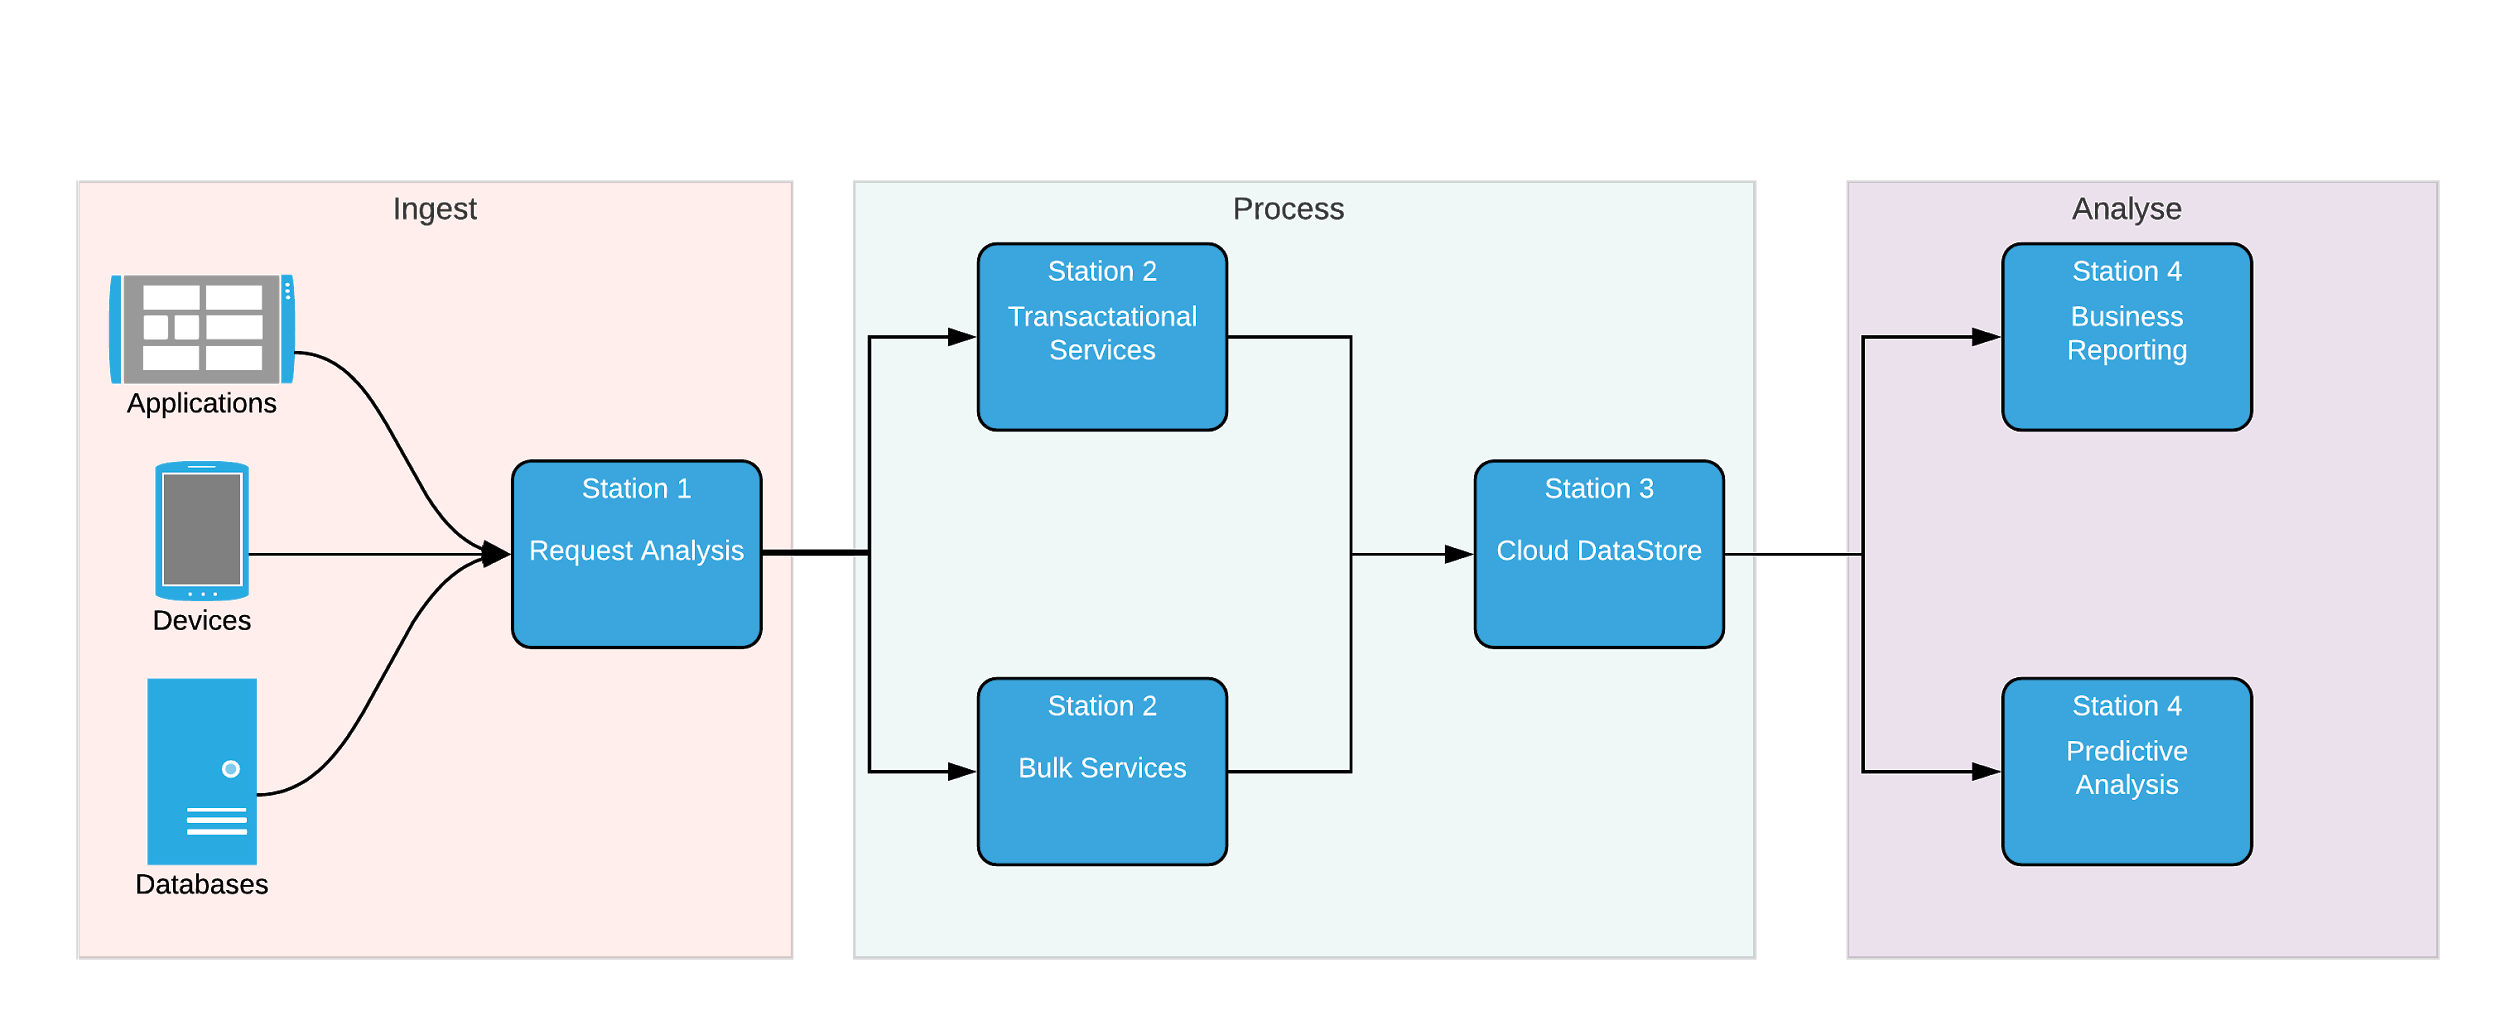 Ingest
Applications
Devices
Databases
Station 1
Request Analysis
Process
Station 2
Transactational
Services
Station 2
Bulk Services
Station 3
Cloud DataStore
Analyse
Station 4
Business
Reporting
Station 4
Predictive
Analysis